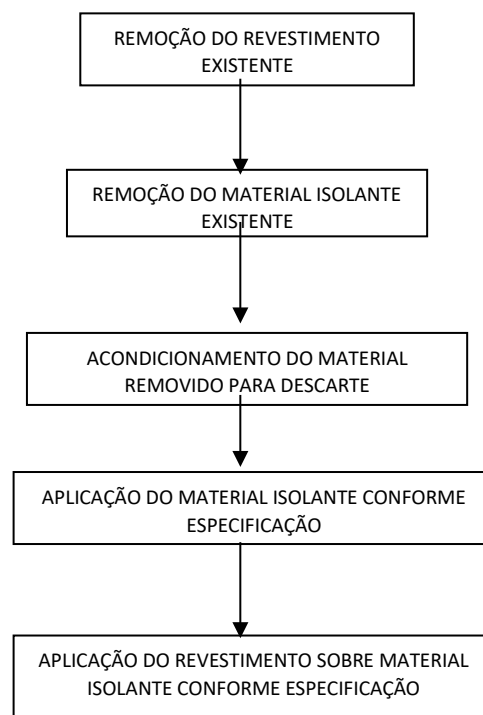 REMOÇÃO DO REVESTIMENTO
EXISTENTE
REMOÇÃO DO MATERIAL ISOLANTE
EXISTENTE
ACONDICIONAMENTO DO MATERIAL
REMOVIDO PARA DESCARTE
APLICAÇÃO DO MATERIAL ISOLANTE CONFORME
ESPECIFICAÇÃO
APLICAÇÃO DO REVESTIMENTO SOBRE MATERIAL
ISOLANTE CONFORME ESPECIFICAÇÃO